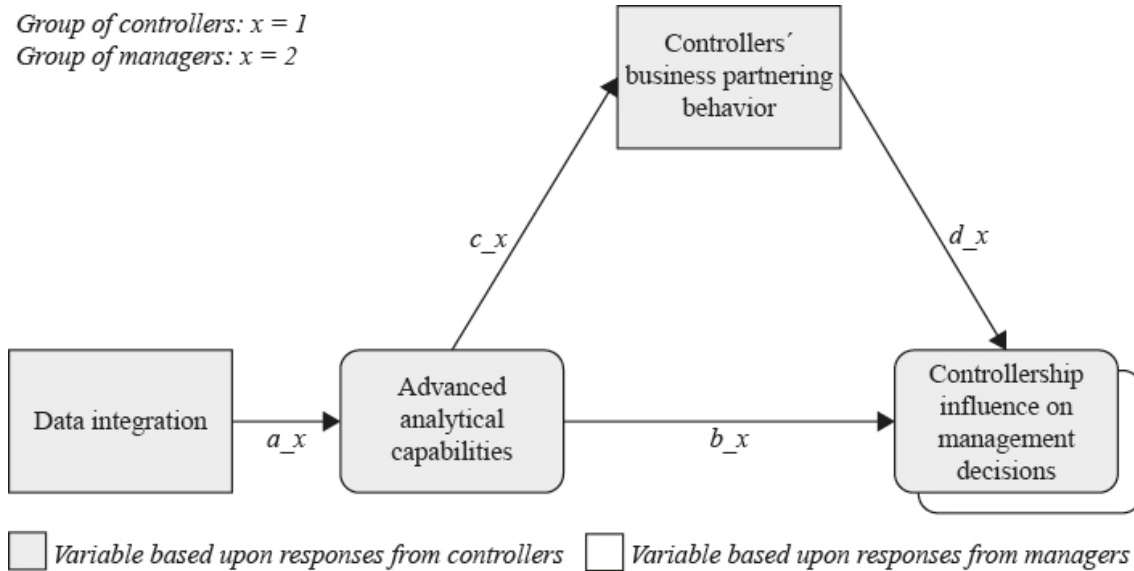 Group of controllers: x = 1
Group of managers: x = 2
Controllers´
business partnering
behavior
c_x
d_x
Data integration
a_x
Advanced
analytical
capabilities
b_x
Controllership
influence on
management
decisions
Variable based upon responses from controllers
Variable based upon responses from managers